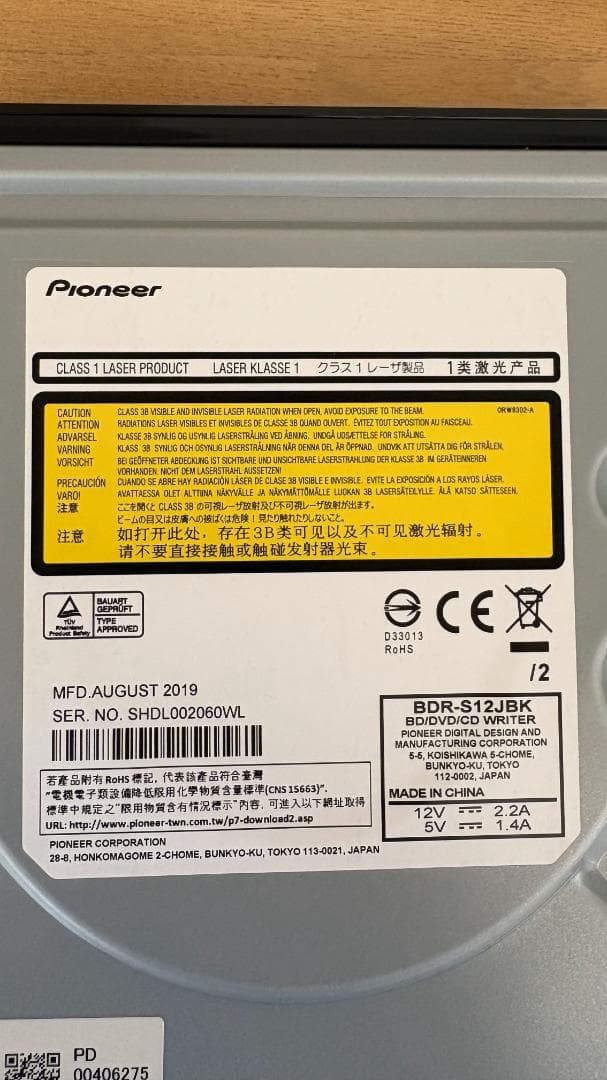 Pioneer
CLASS 1 LASER PRODUCT LASER KLASSE 1 クラス 1 レーザ製品 1类激光产品
CAUTION CLASS 3B VISIBLE AND INVISIBLE LASER RADIATION WHEN OPEN, AVOID EXPOSURE TO THE BEAM. ORW8302-A
ATTENTION RADIATIONS LASER VISIBLES ET INVISIBLES DE CLASSE 3B QUAND OUVERT. ÉVITEZ TOUT EXPOSITION AU FAISCEAU.
ADVARSEL KLASSE 3B SYNLIG OG USYNLIG LASERSTRÅLING VED ÅBNING. UNDGÅ UDSÆTTELSE FOR STRÅLING.
VARNING KLASS 3B SYNLIG OCH OSYNLIG LASERSTRÅLNING NÄR DENNA DEL ÄR ÖPPNAD. UNDVIK ATT UTSÄTTA DIG FÖR STRÅLEN.
VORSICHT BEI GEÖFFNETER ABDECKUNG IST SICHTBARE UND UNSICHTBARE LASERSTRAHLUNG DER KLASSE 3B IM GERÄTEINNEREN
VORHANDEN. NICHT DEM LASERSTRAHL AUSSETZEN!
PRECAUCIÓN CUANDO SE ABRE HAY RADIACIÓN LÁSER DE CLASE 3B VISIBLE E INVISIBLE. EVITE LA EXPOSICIÓN A LOS RAYOS LÁSER.
VARO! AVATTAESSA OLET ALTTIINA NÄKYVÄLLE JA NÄKYMÄTTÖMÄLLE LUOKAN 3B LASERSÄTEILYLLE. ÄLÄ KATSO SÄTEESEEN.
注意 ここを開くと CLASS 3B の可視レーザ放射及び不可視レーザ放射が出ます。
ビームの目又は皮膚への被ばくは危険！見たり触れたりしないこと。
注意 如打开此处，存在3B类可见以及不可见激光辐射。
请不要直接接触或触碰发射器光束。
TÜV
Rheinland
Product Safety
BAUART
GEPRÜFT
TYPE
APPROVED
D33013
RoHS
CE
/2
MFD.AUGUST 2019
SER. NO. SHDL002060WL
BDR-S12JBK
BD/DVD/CD WRITER
PIONEER DIGITAL DESIGN AND
MANUFACTURING CORPORATION
5-5, KOISHIKAWA 5-CHOME,
BUNKYO-KU, TOKYO
112-0002, JAPAN
MADE IN CHINA
12V 2.2A
5V 1.4A
若產品附有 RoHS 標記, 代表該產品符合臺灣
"電機電子類設備降低限用化學物質含量標準(CNS 15663)".
標準中規定之"限用物質含有情況標示"內容, 可進入以下網址取得
URL: http://www.pioneer-twn.com.tw/p7-download2.asp
PIONEER CORPORATION
28-8, HONKOMAGOME 2-CHOME, BUNKYO-KU, TOKYO 113-0021, JAPAN
PD
00406275